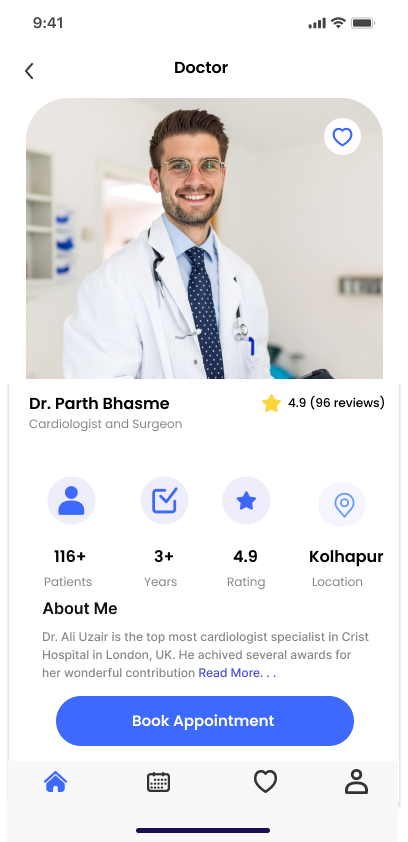 9:41
Doctor
Dr. Parth Bhasme
4.9 (96 reviews)
Cardiologist and Surgeon
116+ 3+ 4.9 Kolhapur
Patients Years Rating Location
About Me
Dr. Ali Uzair is the top most cardiologist specialist in Crist
Hospital in London, UK. He achived several awards for
her wonderful contribution Read More. . .
Book Appointment